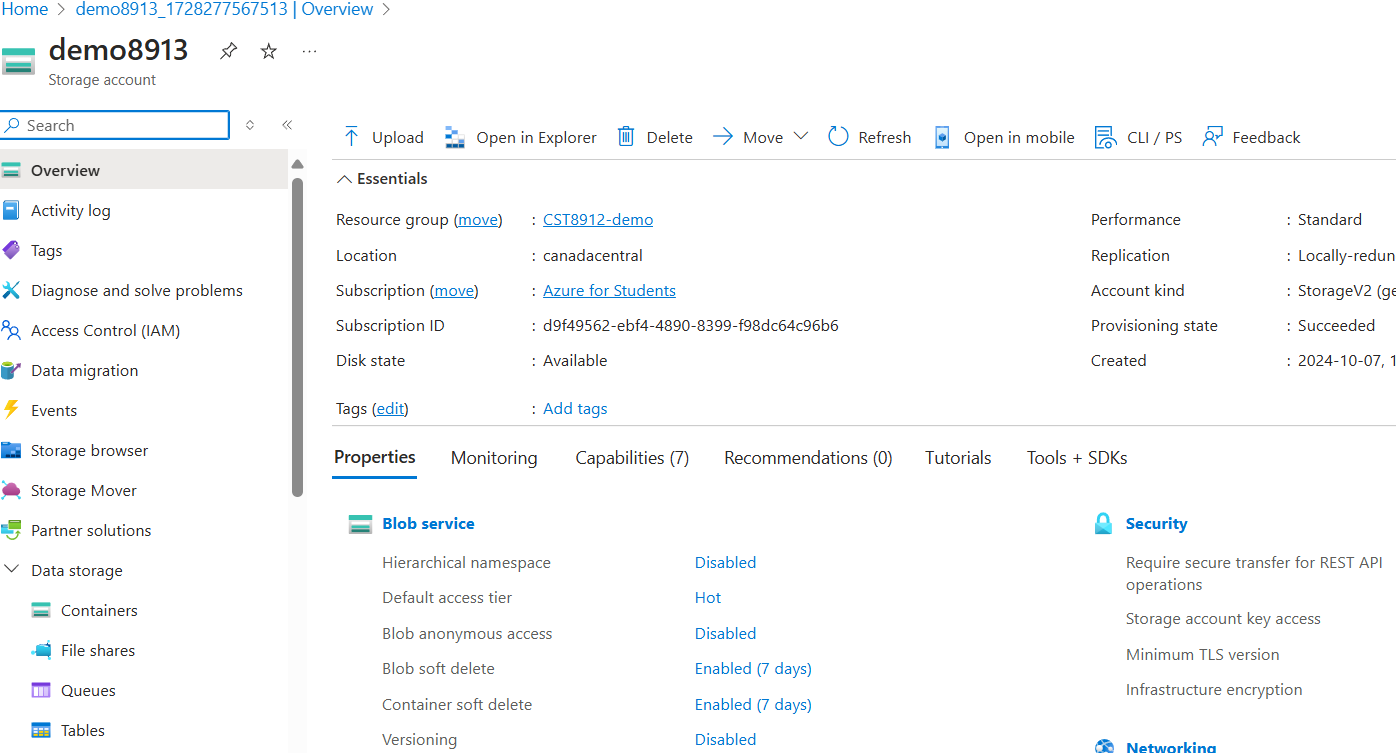 Home > demo8913_1728277567513 | Overview >
demo8913
Storage account
Search
Overview
Activity log
Tags
Diagnose and solve problems
Access Control (IAM)
Data migration
Events
Storage browser
Storage Mover
Partner solutions
Data storage
Containers
File shares
Queues
Tables
Upload Open in Explorer Delete Move Refresh Open in mobile CLI / PS Feedback
Essentials
Resource group (move) : CST8912-demo
Location : canadacentral
Subscription (move) : Azure for Students
Subscription ID : d9f49562-ebf4-4890-8399-f98dc64c96b6
Disk state : Available
Tags (edit) : Add tags
Performance : Standard
Replication : Locally-redun
Account kind : StorageV2 (ge
Provisioning state : Succeeded
Created : 2024-10-07, 1
Properties Monitoring Capabilities (7) Recommendations (0) Tutorials Tools + SDKs
Blob service
Hierarchical namespace Disabled
Default access tier Hot
Blob anonymous access Disabled
Blob soft delete Enabled (7 days)
Container soft delete Enabled (7 days)
Versioning Disabled
Security
Require secure transfer for REST API
operations
Storage account key access
Minimum TLS version
Infrastructure encryption
Networking